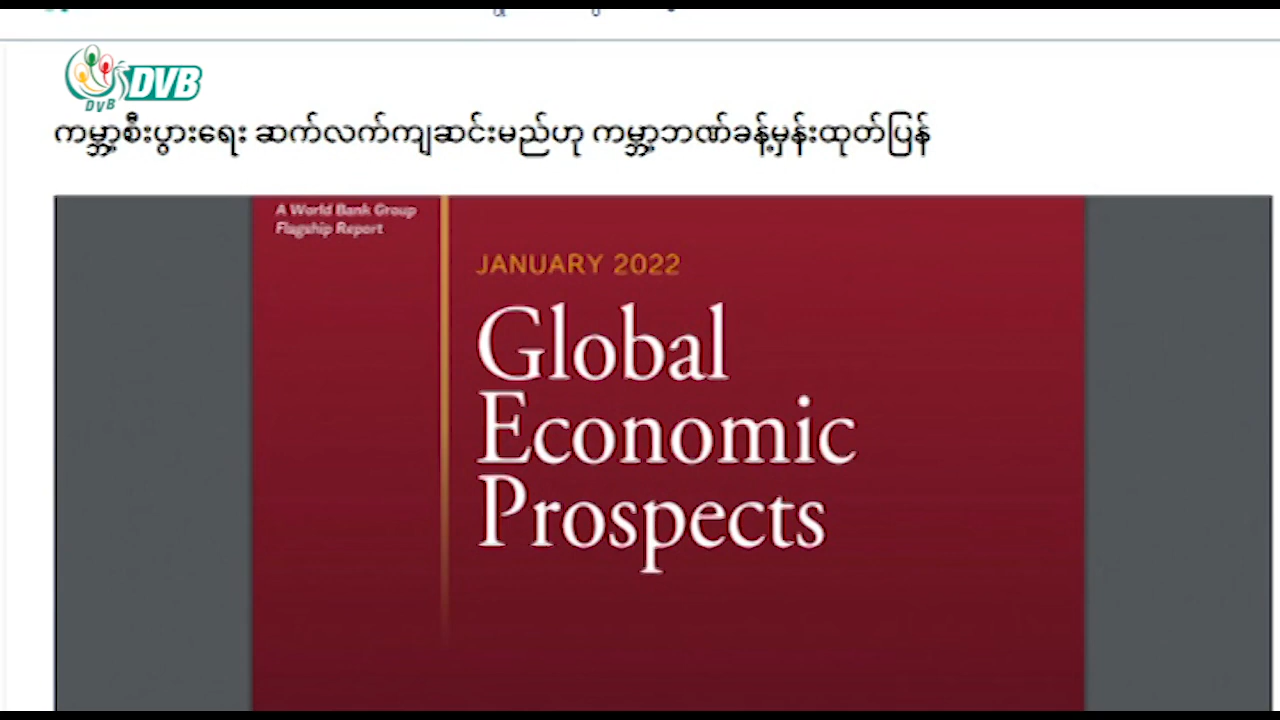 DVB
DVB
ကမ္ဘာ့စီးပွားရေး ဆက်လက်ကျဆင်းမည်ဟု ကမ္ဘာ့ဘဏ်ခန့်မှန်းထုတ်ပြန်
A World Bank Group
Flagship Report
JANUARY 2022
Global
Economic
Prospects